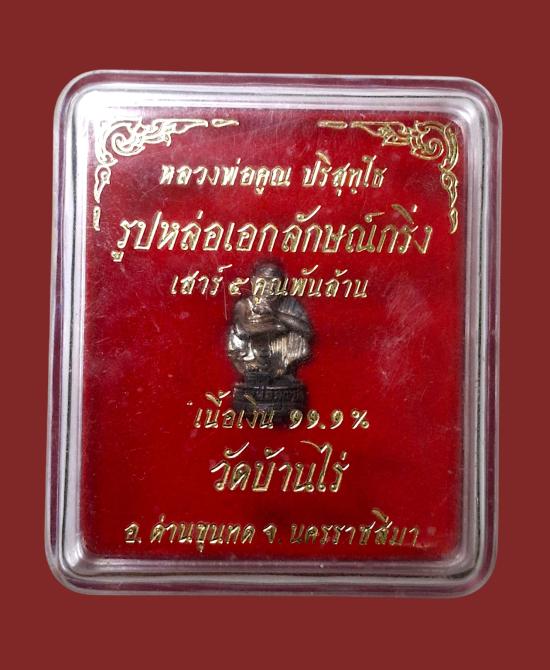 หลวงพ่อคูณ ปริสุทฺโธ
รูปหล่อเอกลักษณ์กริ่ง
เสาร์ ๕ คูณพันล้าน
เนื้อเงิน ๙๙.๙%
วัดบ้านไร่
อ. ด่านขุนทด จ. นครราชสีมา